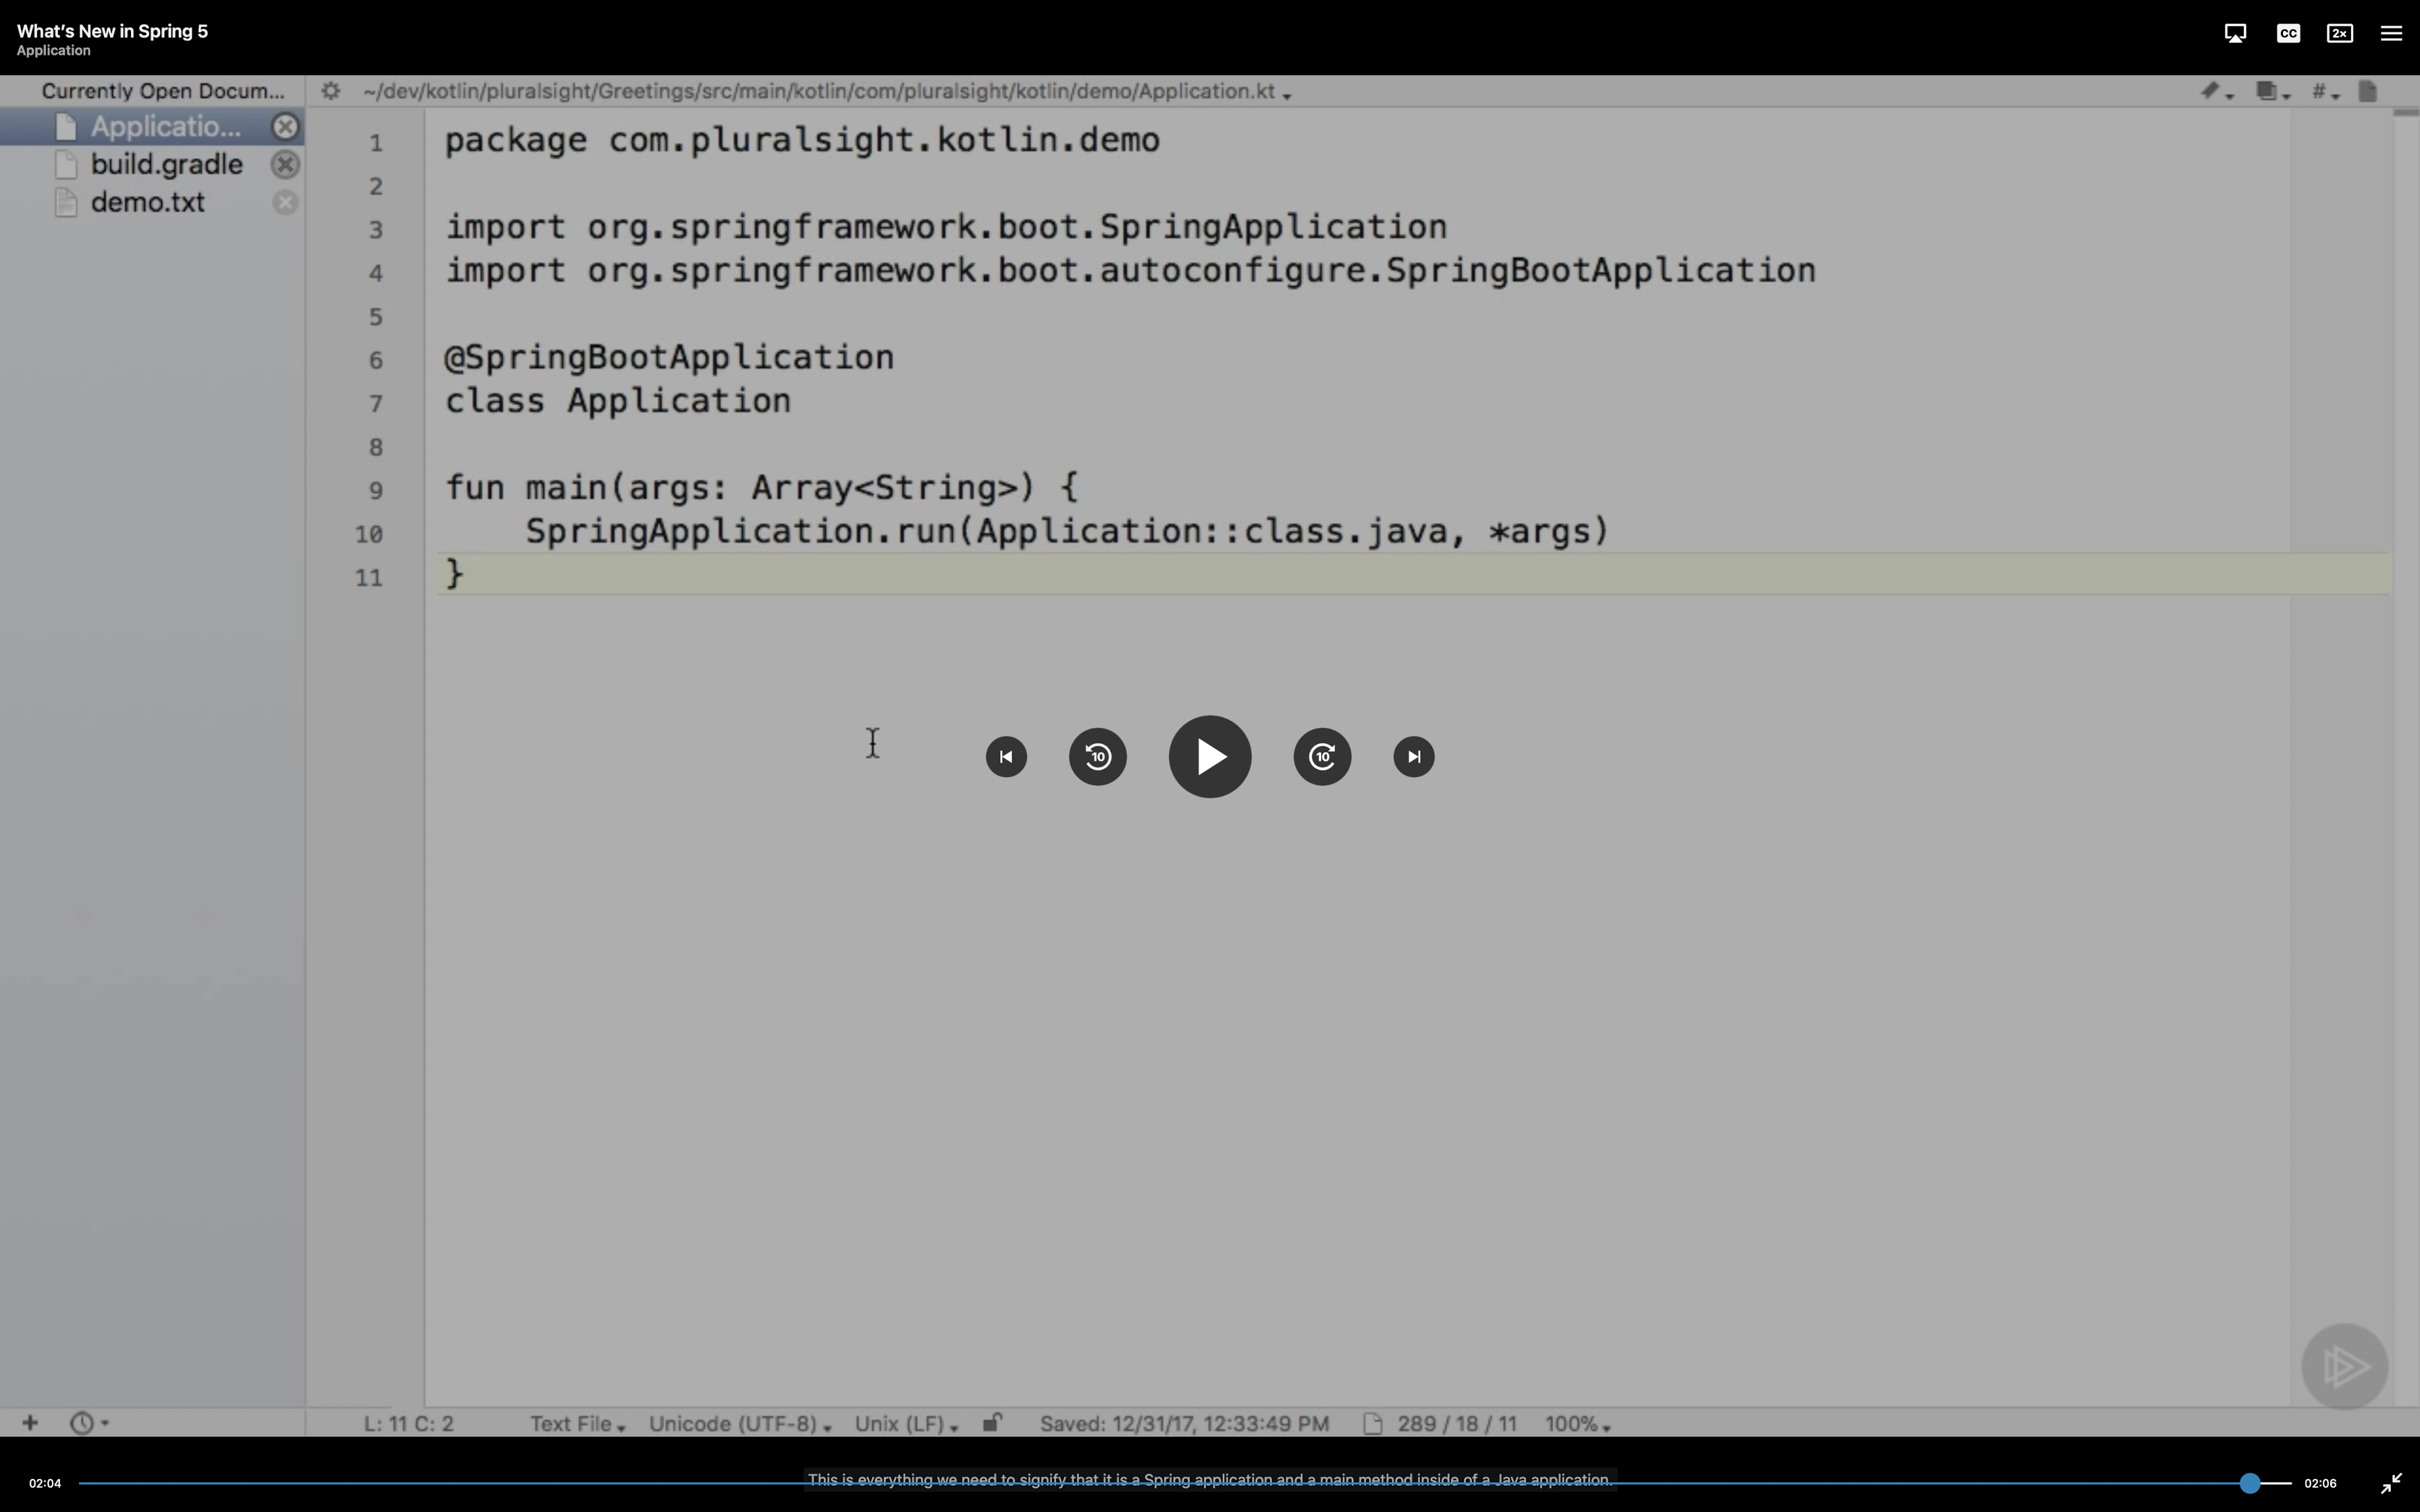 What's New in Spring 5
Application
CC
2x
Currently Open Docum...
~/dev/kotlin/pluralsight/Greetings/src/main/kotlin/com/pluralsight/kotlin/demo/Application.kt
#
Applicatio...
build.gradle
demo.txt
1 package com.pluralsight.kotlin.demo
2
3 import org.springframework.boot.SpringApplication
4 import org.springframework.boot.autoconfigure.SpringBootApplication
5
6 @SpringBootApplication
7 class Application
8
9 fun main(args: Array<String>) {
10 SpringApplication.run(Application::class.java, *args)
11 }
10
10
L: 11 C: 2 Text File Unicode (UTF-8) Unix (LF) Saved: 12/31/17, 12:33:49 PM 289 / 18 / 11 100%
02:04 This is everything we need to signify that it is a Spring application and a main method inside of a Java application. 02:06